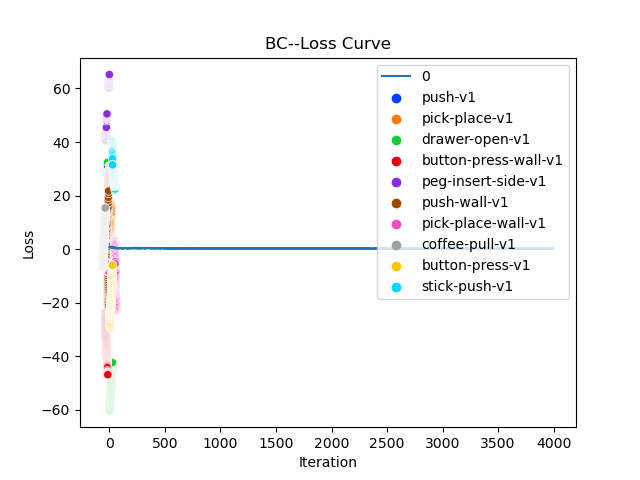 BC--Loss Curve
0
push-v1
pick-place-v1
drawer-open-v1
button-press-wall-v1
peg-insert-side-v1
push-wall-v1
pick-place-wall-v1
coffee-pull-v1
button-press-v1
stick-push-v1
Loss
60
40
20
0
−20
−40
−60
0 500 1000 1500 2000 2500 3000 3500 4000
Iteration